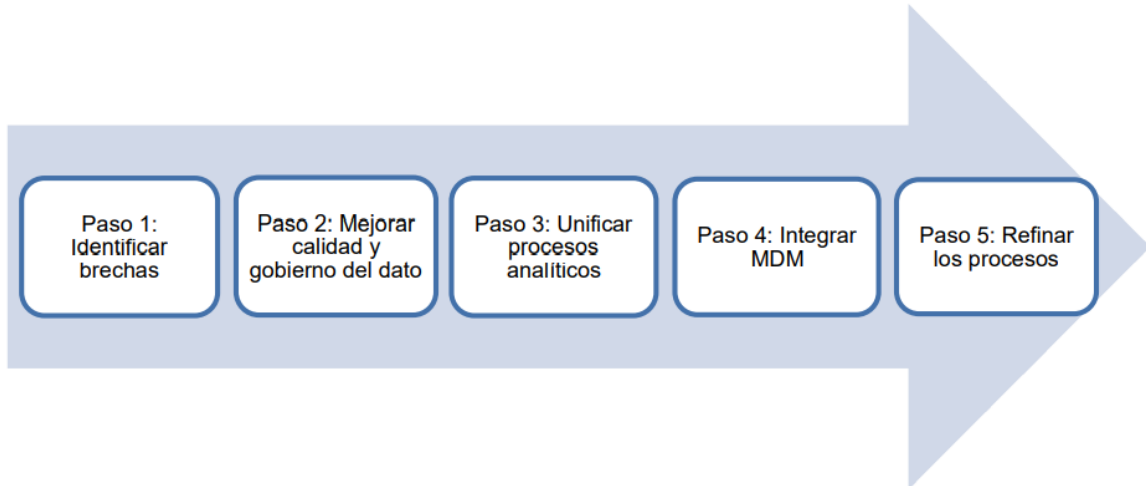 Paso 1:
Identificar
brechas
Paso 2: Mejorar
calidad y
gobierno del dato
Paso 3: Unificar
procesos
analíticos
Paso 4: Integrar
MDM
Paso 5: Refinar
los procesos